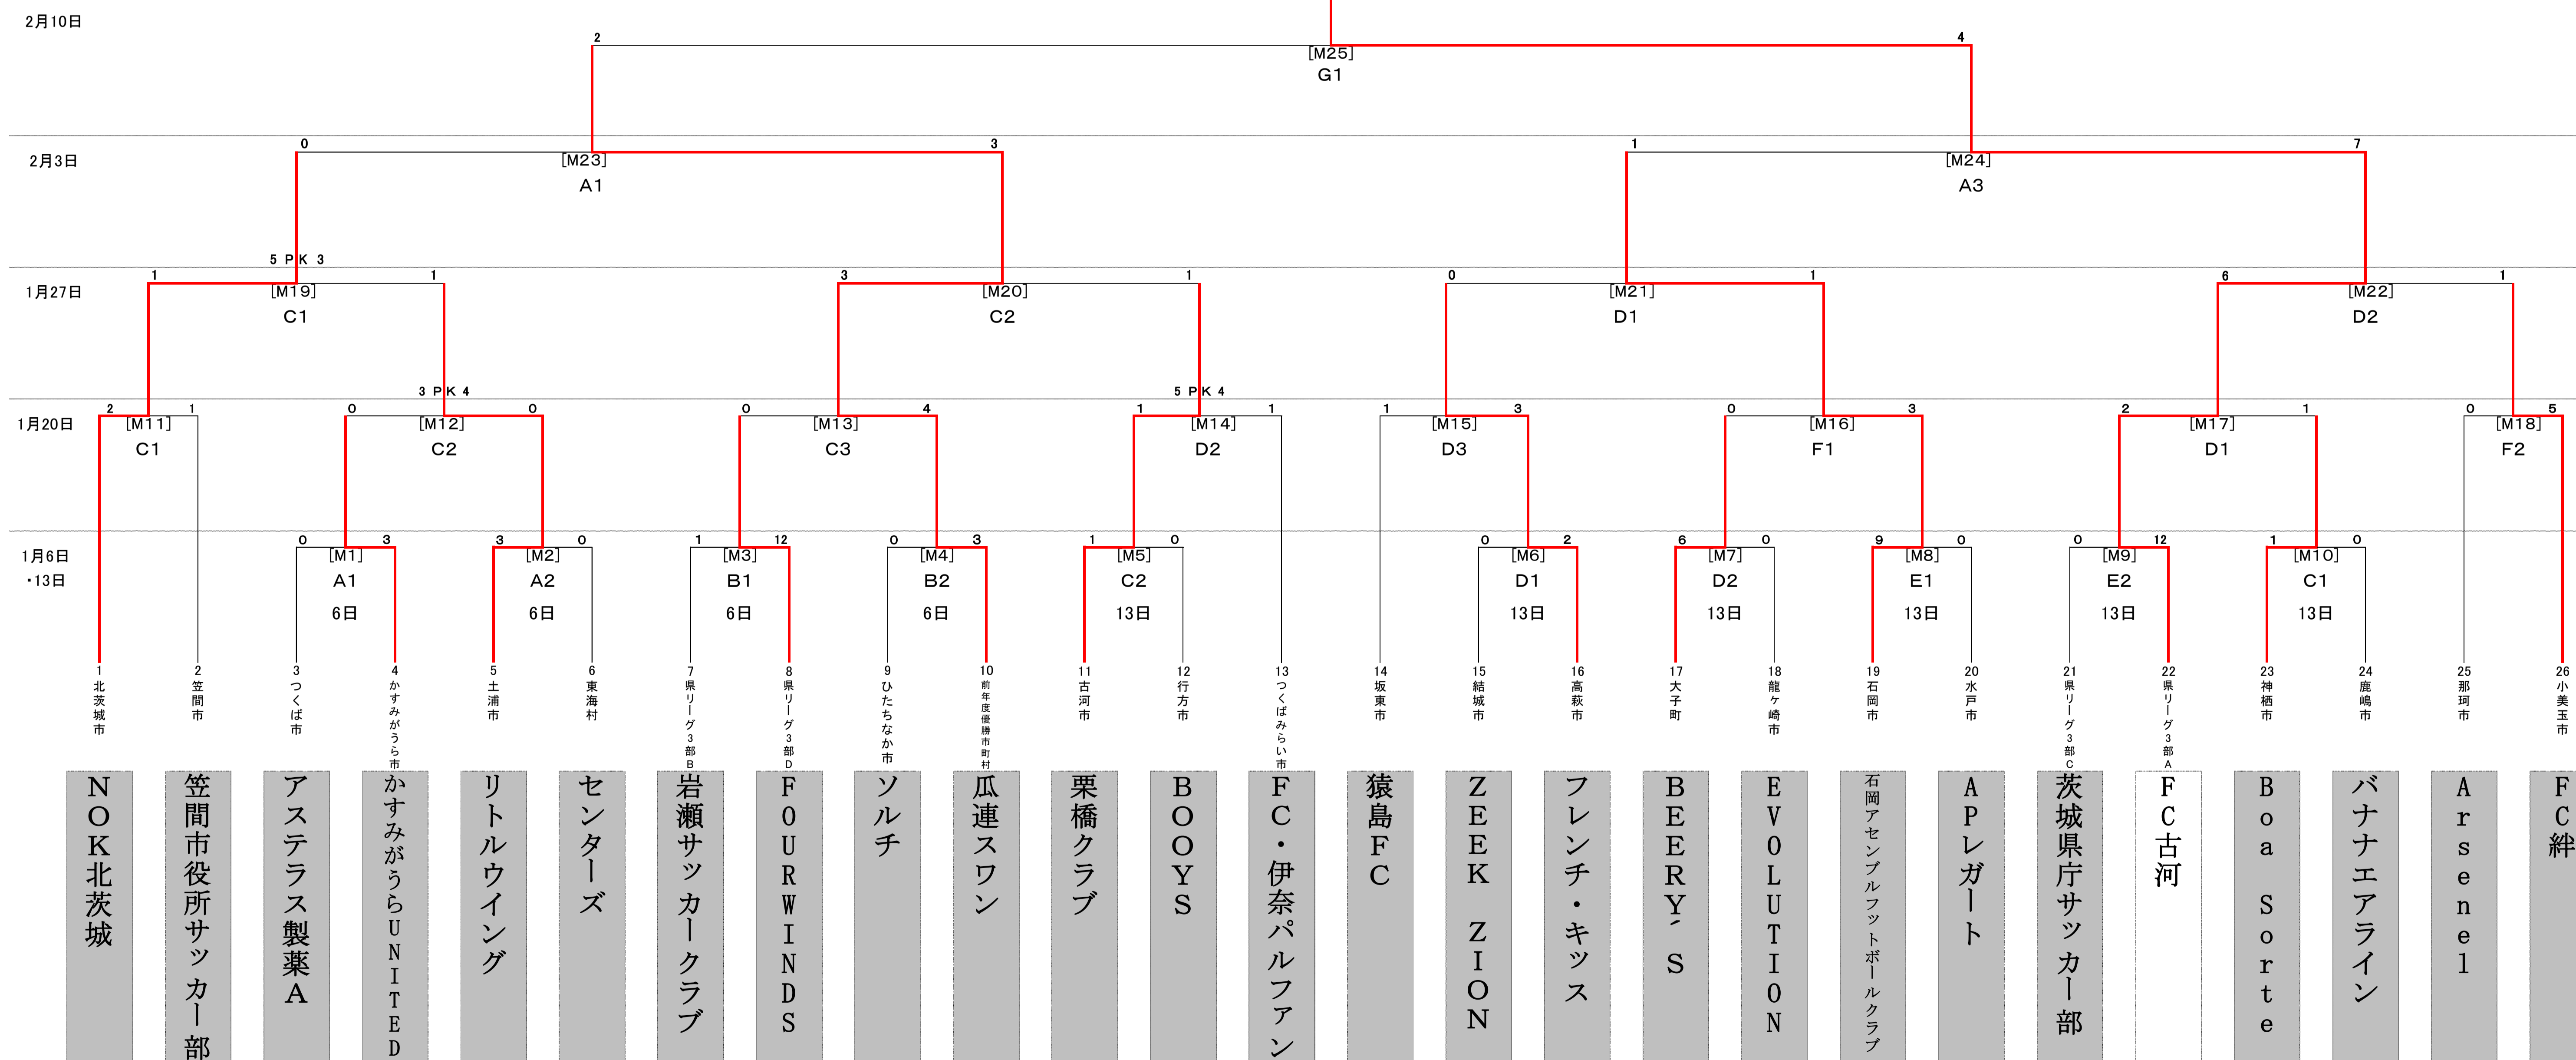 2月10日
2 4
[M25]
G1
0 3 1 7
2月3日
[M23] [M24]
A1 A3
5 PK 3
1 1 3 1 0 1 6 1
1月27日
[M19] [M20] [M21] [M22]
C1 C2 D1 D2
3 PK 4 5 PK 4
2 1 0 0 0 4 1 1 1 3 0 3 2 1 0 5
1月20日
[M11] [M12] [M13] [M14] [M15] [M16] [M17] [M18]
C1 C2 C3 D2 D3 F1 D1 F2
0 3 3 0 1 12 0 3 1 0 0 2 6 0 9 0 0 12 1 0
1月6日
[M1] [M2] [M3] [M4] [M5] [M6] [M7] [M8] [M9] [M10]
・13日
A1 A2 B1 B2 C2 D1 D2 E1 E2 C1
6日 6日 6日 6日 13日 13日 13日 13日 13日 13日
1 2 3 4 5 6 7 8 9 10 11 12 13 14 15 16 17 18 19 20 21 22 23 24 25 26
北茨城市
笠間市
つくば市
かすみがうら市
土浦市
東海村
県リーグ3部B
県リーグ3部D
ひたちなか市
前年度優勝市町村
古河市
行方市
つくばみらい市
坂東市
結城市
高萩市
大子町
龍ヶ崎市
石岡市
水戸市
県リーグ3部C
県リーグ3部A
神栖市
鹿嶋市
那珂市
小美玉市
NOK北茨城
笠間市役所サッカー部
アステラス製薬A
かすみがうらUNITED
リトルウイング
センターズ
岩瀬サッカークラブ
FOURWINDS
ソルチ
瓜連スワン
栗橋クラブ
BOOYS
FC・伊奈パルファン
猿島FC
ZEEK ZION
フレンチ・キッス
BEERY´S
EVOLUTION
石岡アセンブルフットボールクラブ
APレガート
茨城県庁サッカー部
FC古河
Boa Sorte
バナナエアライン
Arsenel
FC絆